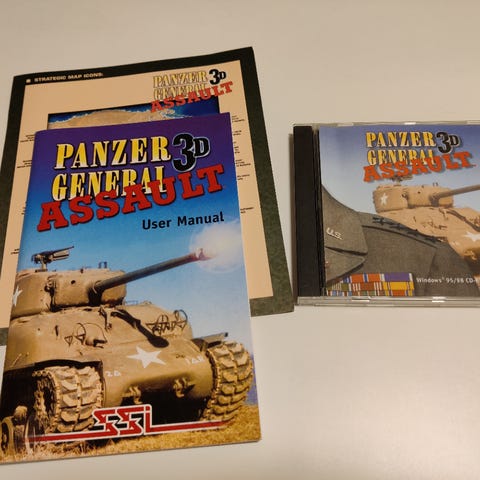 STRATEGIC MAP ICONS:
PANZER 3D
GENERAL
ASSAULT
PANZER 3D
GENERAL
ASSAULT
User Manual
SSI
PANZER 3D
GENERAL
ASSAULT
U.S.
Windows® 95/98 CD-